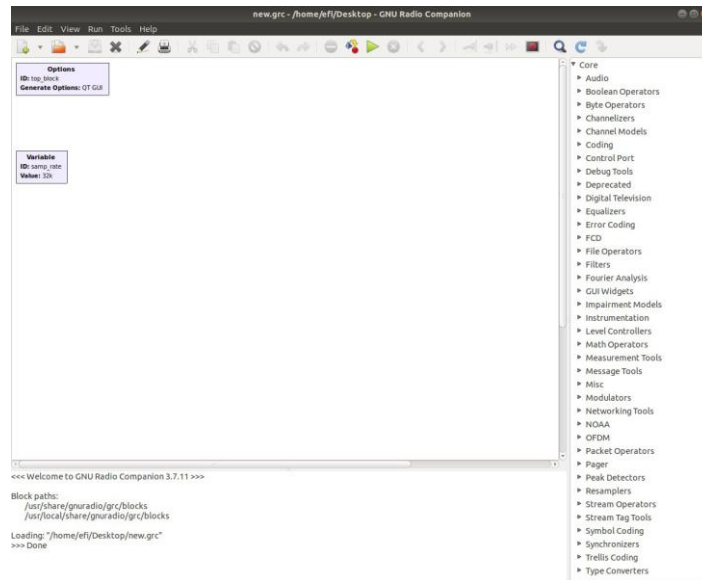 new.grc - /home/efi/Desktop - GNU Radio Companion
File Edit View Run Tools Help
Options
ID: top_block
Generate Options: QT GUI
Variable
ID: samp_rate
Value: 32k
<<< Welcome to GNU Radio Companion 3.7.11 >>>
Block paths:
/usr/share/gnuradio/grc/blocks
/usr/local/share/gnuradio/grc/blocks
Loading: "/home/efi/Desktop/new.grc"
>>> Done
Core
Audio
Boolean Operators
Byte Operators
Channelizers
Channel Models
Coding
Control Port
Debug Tools
Deprecated
Digital Television
Equalizers
Error Coding
FCD
File Operators
Filters
Fourier Analysis
GUI Widgets
Impairment Models
Instrumentation
Level Controllers
Math Operators
Measurement Tools
Message Tools
Misc
Modulators
Networking Tools
NOAA
OFDM
Packet Operators
Pager
Peak Detectors
Resamplers
Stream Operators
Stream Tag Tools
Symbol Coding
Synchronizers
Trellis Coding
Type Converters